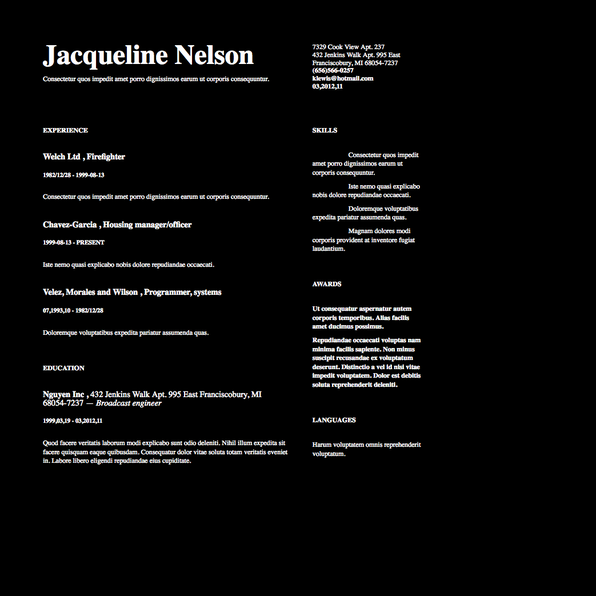 Jacqueline Nelson
Consectetur quos impedit amet porro dignissimos earum ut corporis consequuntur.
7329 Cook View Apt. 237
432 Jenkins Walk Apt. 995 East
Franciscobury, MI 68054-7237
(656)566-0257
klewis@hotmail.com
03,2012,11
EXPERIENCE
Welch Ltd , Firefighter
1982/12/28 - 1999-08-13
Consectetur quos impedit amet porro dignissimos earum ut corporis consequuntur.
Chavez-Garcia , Housing manager/officer
1999-08-13 - PRESENT
Iste nemo quasi explicabo nobis dolore repudiandae occaecati.
Velez, Morales and Wilson , Programmer, systems
07,1993,10 - 1982/12/28
Doloremque voluptatibus expedita pariatur assumenda quas.
EDUCATION
Nguyen Inc , 432 Jenkins Walk Apt. 995 East Franciscobury, MI
68054-7237 — Broadcast engineer
1999,03,19 - 03,2012,11
Quod facere veritatis laborum modi explicabo sunt odio deleniti. Nihil illum expedita sit
facere quisquam eaque quibusdam. Consequatur dolor vitae soluta totam veritatis eveniet
in. Labore libero eligendi repudiandae eius cupiditate.
SKILLS
Consectetur quos impedit
amet porro dignissimos earum ut
corporis consequuntur.
Iste nemo quasi explicabo
nobis dolore repudiandae occaecati.
Doloremque voluptatibus
expedita pariatur assumenda quas.
Magnam dolores modi
corporis provident at inventore fugiat
laudantium.
AWARDS
Ut consequatur aspernatur autem
corporis temporibus. Alias facilis
amet ducimus possimus.
Repudiandae occaecati voluptas nam
minima facilis sapiente. Non minus
suscipit recusandae ex voluptatum
deserunt. Distinctio a vel id nisi vitae
impedit voluptatem. Dolor est debitis
soluta reprehenderit deleniti.
LANGUAGES
Harum voluptatem omnis reprehenderit
voluptatum.